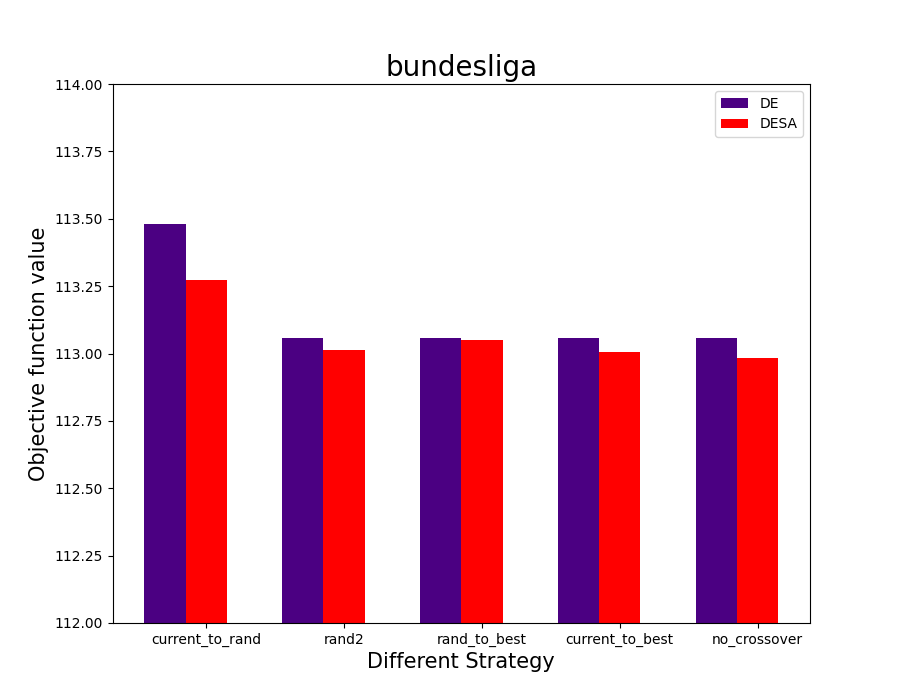 bundesliga
114.00
113.75
113.50
113.25
113.00
112.75
112.50
112.25
112.00
Objective function value
DE
DESA
current_to_rand
rand2
rand_to_best
current_to_best
no_crossover
Different Strategy